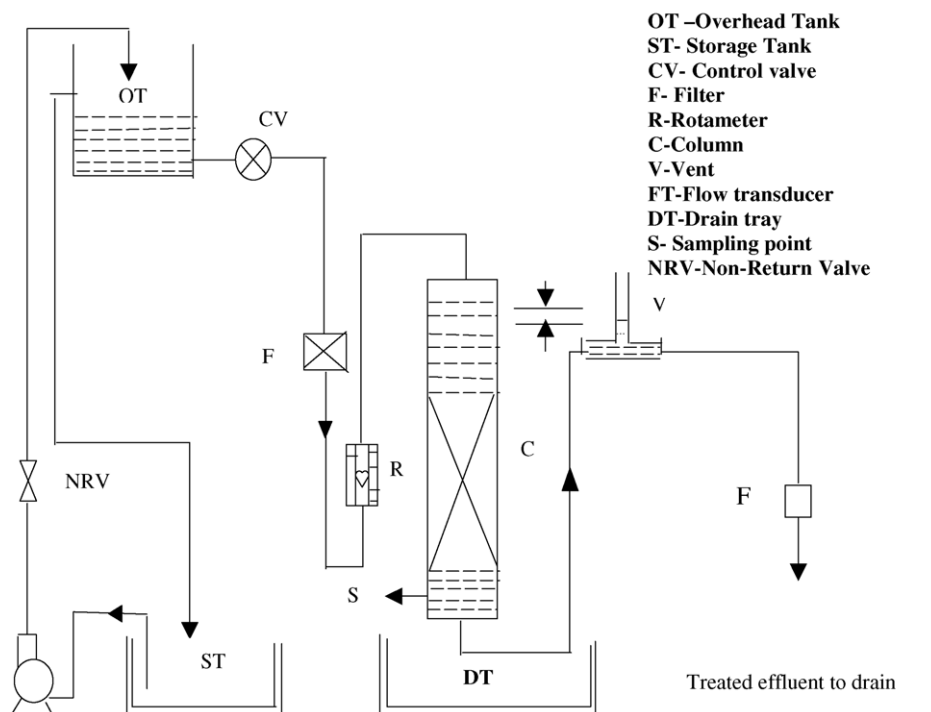 OT –Overhead Tank
ST- Storage Tank
CV- Control valve
F- Filter
R-Rotameter
C-Column
V-Vent
FT-Flow transducer
DT-Drain tray
S- Sampling point
NRV-Non-Return Valve
OT
CV
V
F
C
R
NRV
F
S
ST
DT
Treated effluent to drain